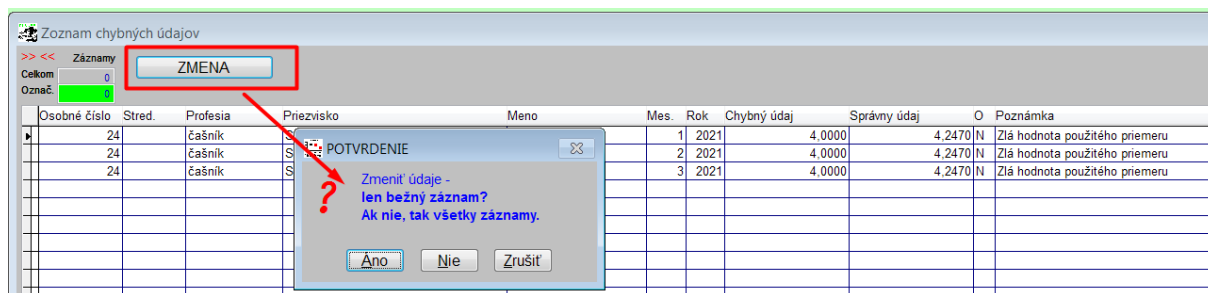 Zoznam chybných údajov
>> << Záznamy
ZMENA
Celkom 0
Označ. 0
Osobné číslo Stred. Profesia Priezvisko Meno Mes. Rok Chybný údaj Správny údaj O Poznámka
24 čašník S 1 2021 4,0000 4,2470 N Zlá hodnota použitého priemeru
24 čašník S 2 2021 4,0000 4,2470 N Zlá hodnota použitého priemeru
24 čašník S 3 2021 4,0000 4,2470 N Zlá hodnota použitého priemeru
POTVRDENIE
?
Zmeniť údaje -
len bežný záznam?
Ak nie, tak všetky záznamy.
Áno Nie Zrušiť